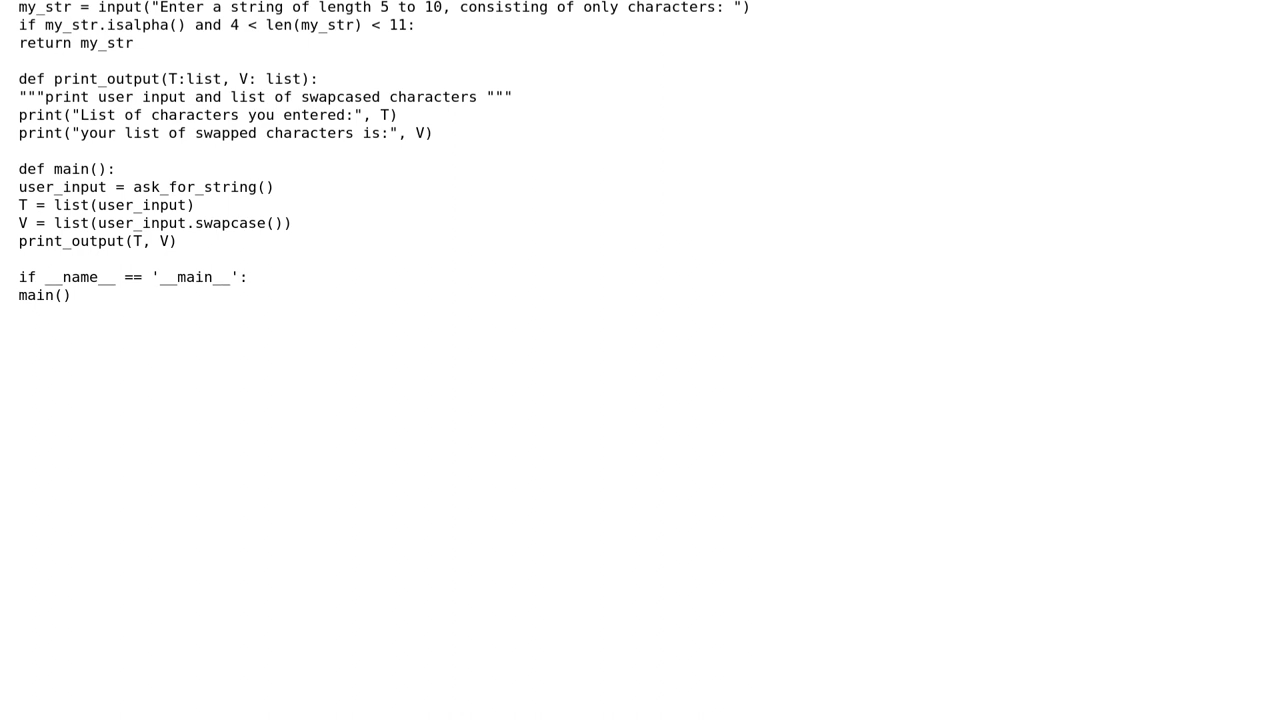 my_str = input("Enter a string of length 5 to 10, consisting of only characters: ")
if my_str.isalpha() and 4 < len(my_str) < 11:
return my_str

def print_output(T:list, V: list):
"""print user input and list of swapcased characters """
print("List of characters you entered:", T)
print("your list of swapped characters is:", V)

def main():
user_input = ask_for_string()
T = list(user_input)
V = list(user_input.swapcase())
print_output(T, V)

if __name__ == '__main__':
main()